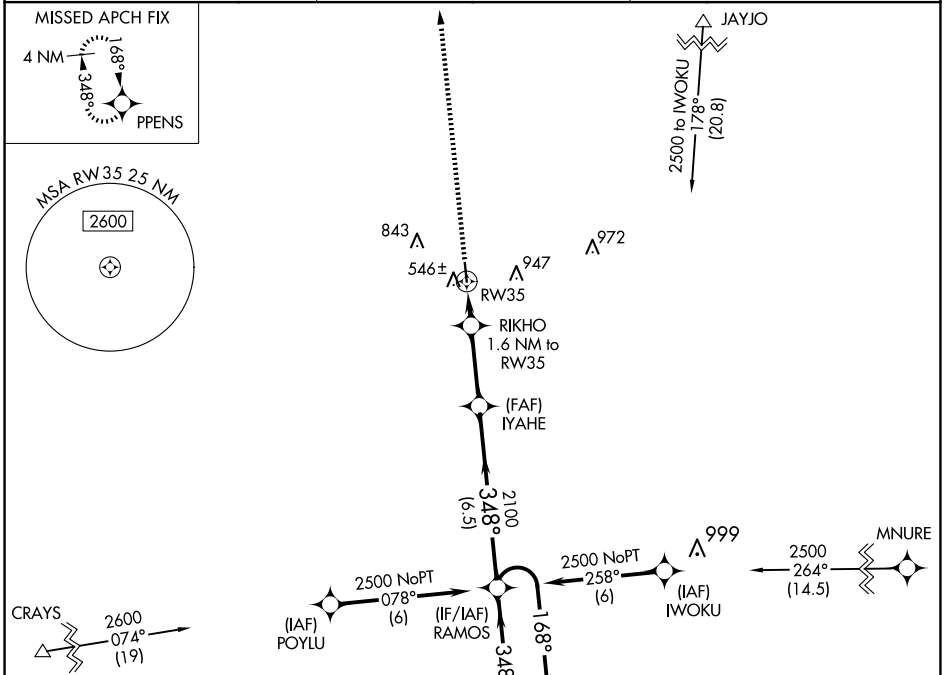 MISSED APCH FIX
4 NM
168°
348°
PPENS
JAYJO
2500 to IWOKU
178°
(20.8)
MSA RW35 25 NM
2600
843
546±
947
972
RW35
RIKHO
1.6 NM to
RW35
(FAF)
IYAHE
2100
348°
(6.5)
999
MNURE
2500
264°
(14.5)
2500 NoPT
258°
(6)
(IAF)
IWOKU
2500 NoPT
078°
(6)
(IAF)
POYLU
(IF/IAF)
RAMOS
CRAYS
2600
074°
(19)
168°
348